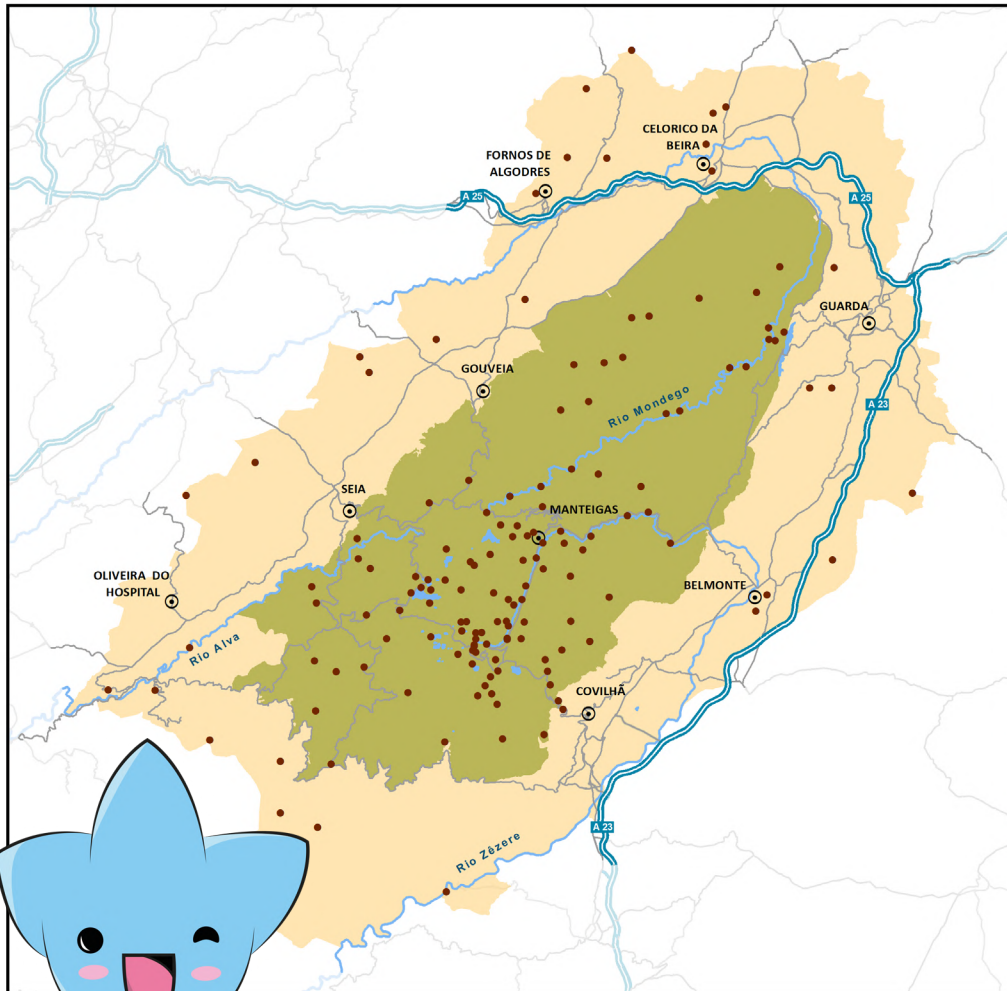 CELORICO DA
BEIRA
FORNOS DE
ALGODRES
A 25
A 25
GUARDA
GOUVEIA
Rio Mondego
A 23
SEIA
MANTEIGAS
OLIVEIRA DO
HOSPITAL
BELMONTE
Rio Alva
COVILHÃ
A 23
Rio Zêzere